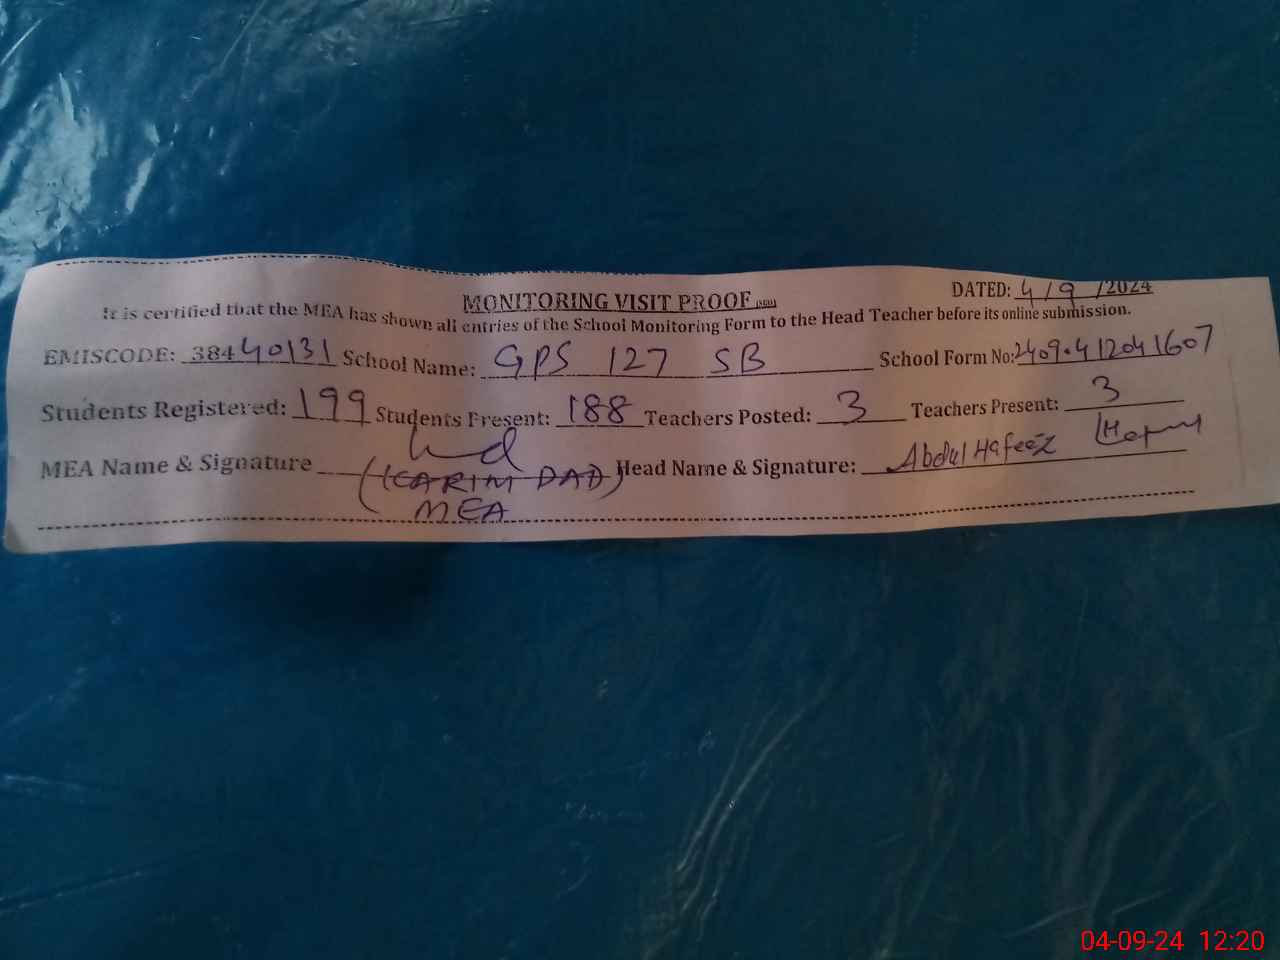 MONITORING VISIT PROOF
DATED: 4/9/2024
It is certified that the MEA has shown all entries of the School Monitoring Form to the Head Teacher before its online submission.
EMISCODE: 38440131 School Name: GPS 127 SB School Form No: 2409041204 1607
Students Registered: 199 Students Present: 188 Teachers Posted: 3 Teachers Present: 3
MEA Name & Signature (KARIM DAD) Head Name & Signature: Abdul Hafeez
MEA
04-09-24 12:20